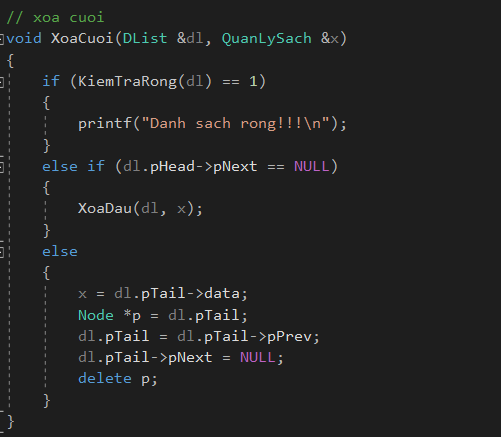 // xoa cuoi
void XoaCuoi(DList &dl, QuanLySach &x)
{
    if (KiemTraRong(dl) == 1)
    {
        printf("Danh sach rong!!!\n");
    }
    else if (dl.pHead->pNext == NULL)
    {
        XoaDau(dl, x);
    }
    else
    {
        x = dl.pTail->data;
        Node *p = dl.pTail;
        dl.pTail = dl.pTail->pPrev;
        dl.pTail->pNext = NULL;
        delete p;
    }
}